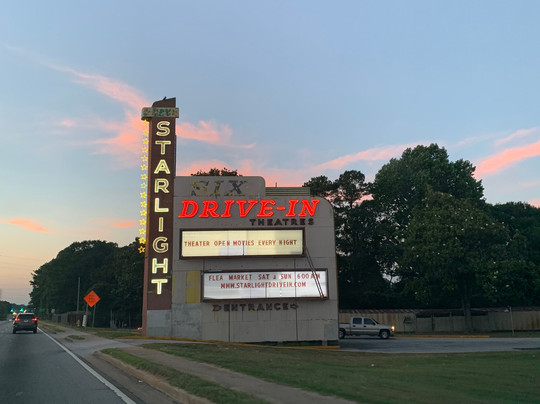 STARLIGHT
SIX
DRIVE-IN
THEATRES
THEATER OPEN MOVIES EVERY NIGHT
FLEA MARKET SAT & SUN 6:00AM
WWW.STARLIGHTDRIVEIN.COM
ENTRANCE